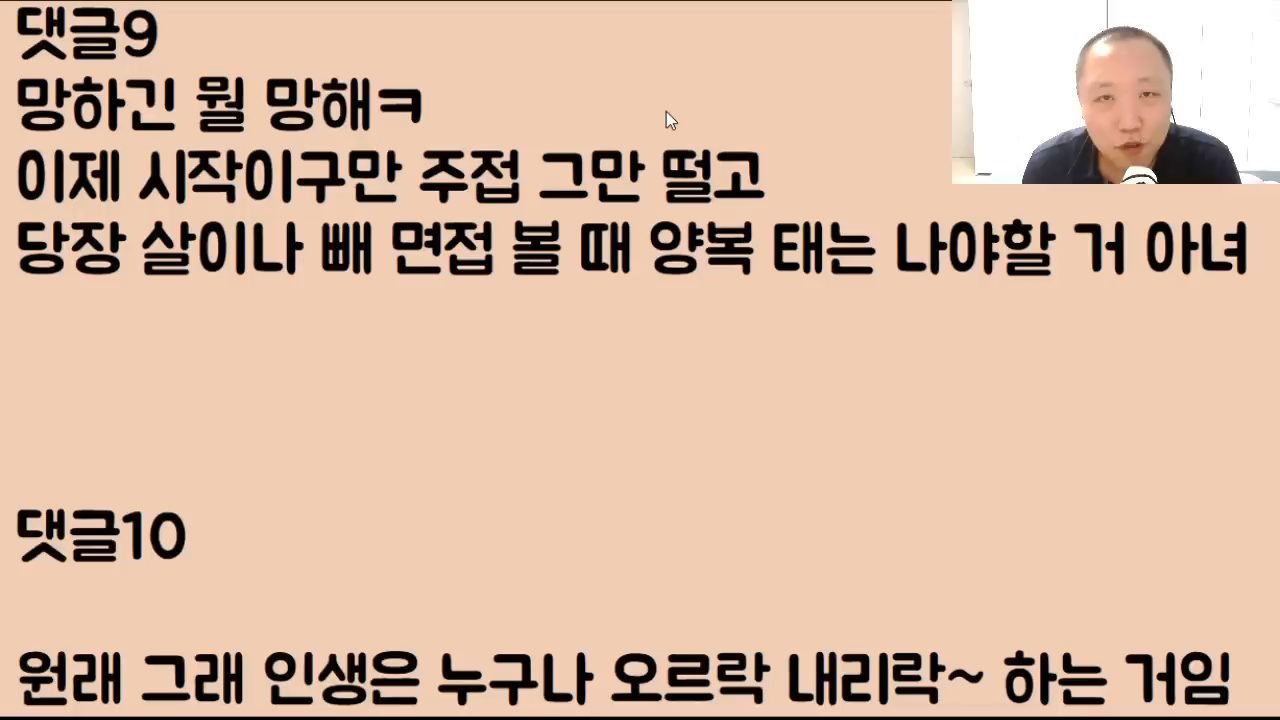 댓글9
망하긴 뭘 망해ㅋ
이제 시작이구만 주접 그만 떨고
당장 살이나 빼 면접 볼 때 양복 태는 나야할 거 아녀
댓글10
원래 그래 인생은 누구나 오르락 내리락~ 하는 거임